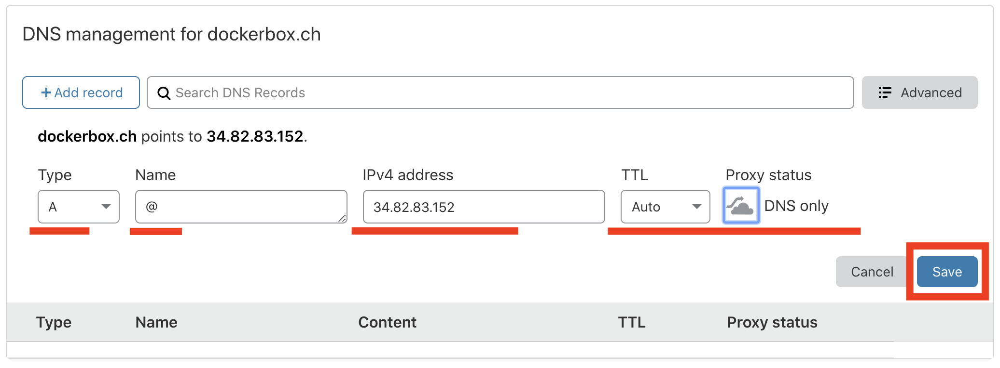 DNS management for dockerbox.ch
+ Add record
Search DNS Records
Advanced
dockerbox.ch points to 34.82.83.152.
Type Name IPv4 address TTL Proxy status
A @ 34.82.83.152 Auto DNS only
Cancel Save
Type Name Content TTL Proxy status